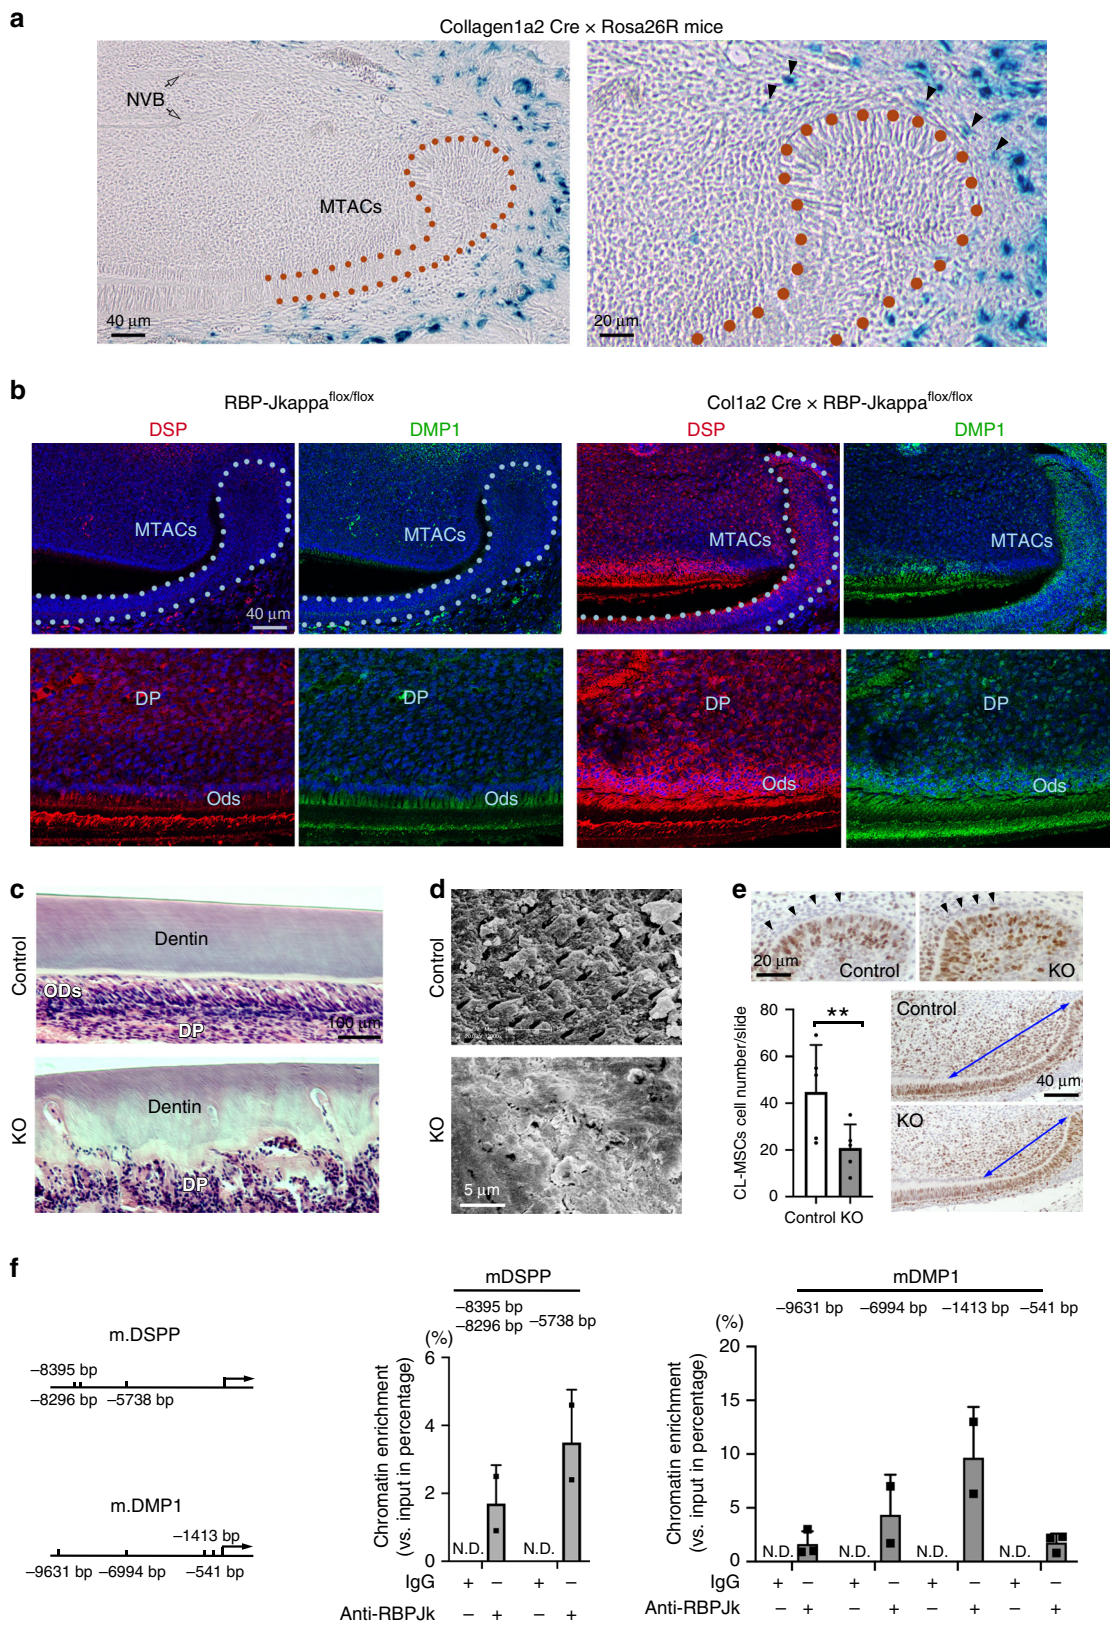 a
Collagen1a2 Cre × Rosa26R mice
NVB
MTACs
40 μm
20 μm
b
RBP-Jkappaflox/flox
Col1a2 Cre × RBP-Jkappaflox/flox
DSP
DMP1
DSP
DMP1
MTACs
MTACs
MTACs
MTACs
40 μm
DP
DP
DP
DP
Ods
Ods
Ods
Ods
c
Control
Dentin
ODs
DP
100 μm
KO
Dentin
DP
d
Control
KO
5 μm
e
20 μm
Control
KO
CL-MSCs cell number/slide
80
60
40
20
0
**
Control KO
Control
40 μm
KO
f
m.DSPP
–8395 bp
–8296 bp
–5738 bp
m.DMP1
–1413 bp
–9631 bp
–6994 bp
–541 bp
mDSPP
–8395 bp
–8296 bp
–5738 bp
(%)
Chromatin enrichment
(vs. input in percentage)
6
4
2
0
N.D.
N.D.
IgG
+ – + –
Anti-RBPJk
– + – +
mDMP1
–9631 bp
–6994 bp
–1413 bp
–541 bp
(%)
Chromatin enrichment
(vs. input in percentage)
20
15
10
5
0
N.D.
N.D.
N.D.
N.D.
IgG
+ – + – + – + –
Anti-RBPJk
– + – + – + – +